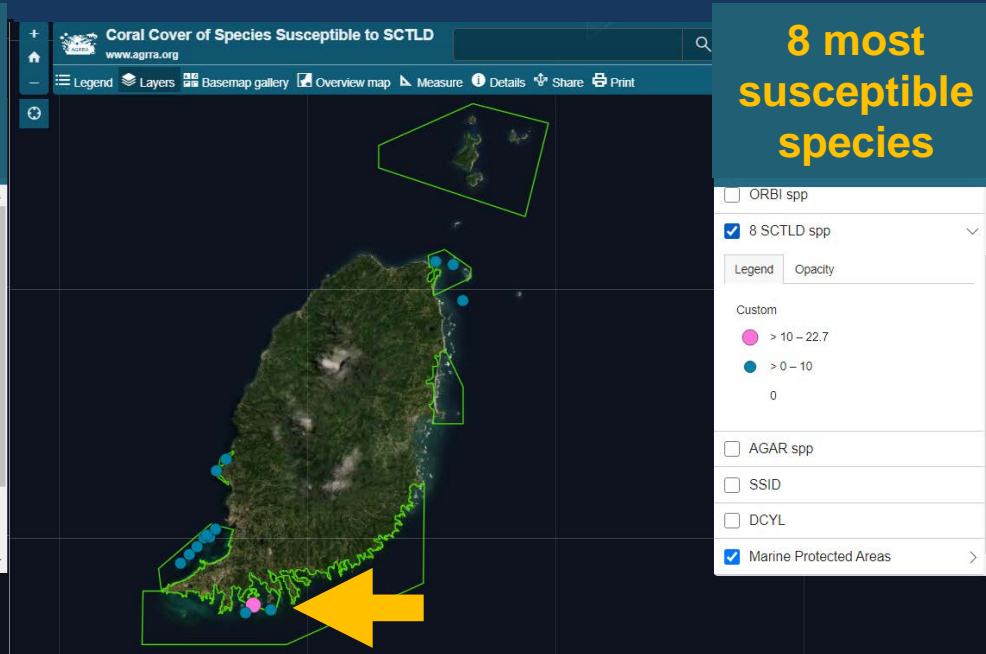 Coral Cover of Species Susceptible to SCTLD
www.agrra.org
AGRRA
Legend Layers Basemap gallery Overview map Measure Details Share Print
8 most
susceptible
species
ORBI spp
8 SCTLD spp
Legend Opacity
Custom
> 10 – 22.7
> 0 – 10
0
AGAR spp
SSID
DCYL
Marine Protected Areas